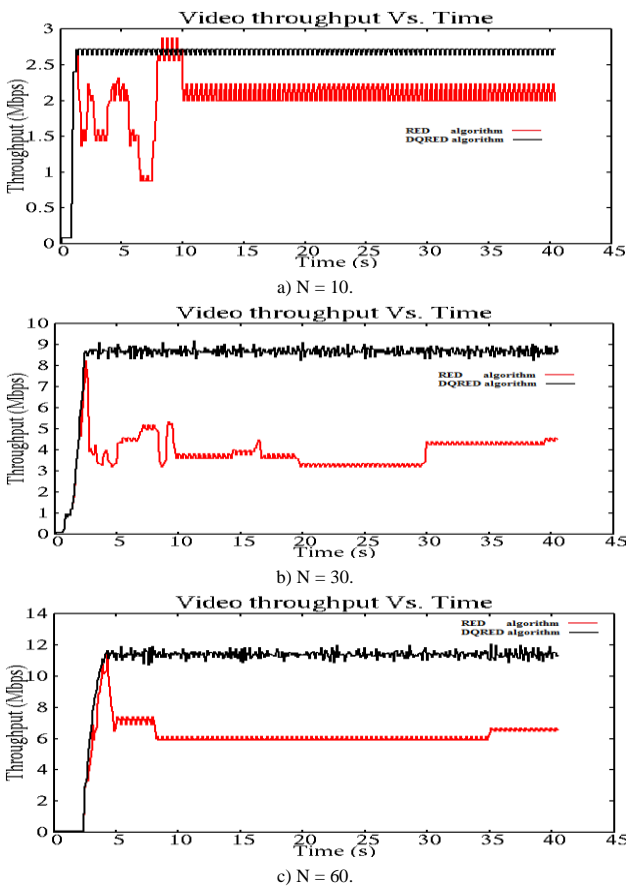 Video throughput Vs. Time
Throughput (Mbps)
3
2.5
2
1.5
1
0.5
0
RED algorithm
DQRED algorithm
0 5 10 15 20 25 30 35 40 45
Time (s)
a) N = 10.
Video throughput Vs. Time
Throughput (Mbps)
10
9
8
7
6
5
4
3
2
1
0
RED algorithm
DQRED algorithm
0 5 10 15 20 25 30 35 40 45
Time (s)
b) N = 30.
Video throughput Vs. Time
Throughput (Mbps)
14
12
10
8
6
4
2
0
RED algorithm
DQRED algorithm
0 5 10 15 20 25 30 35 40 45
Time (s)
c) N = 60.